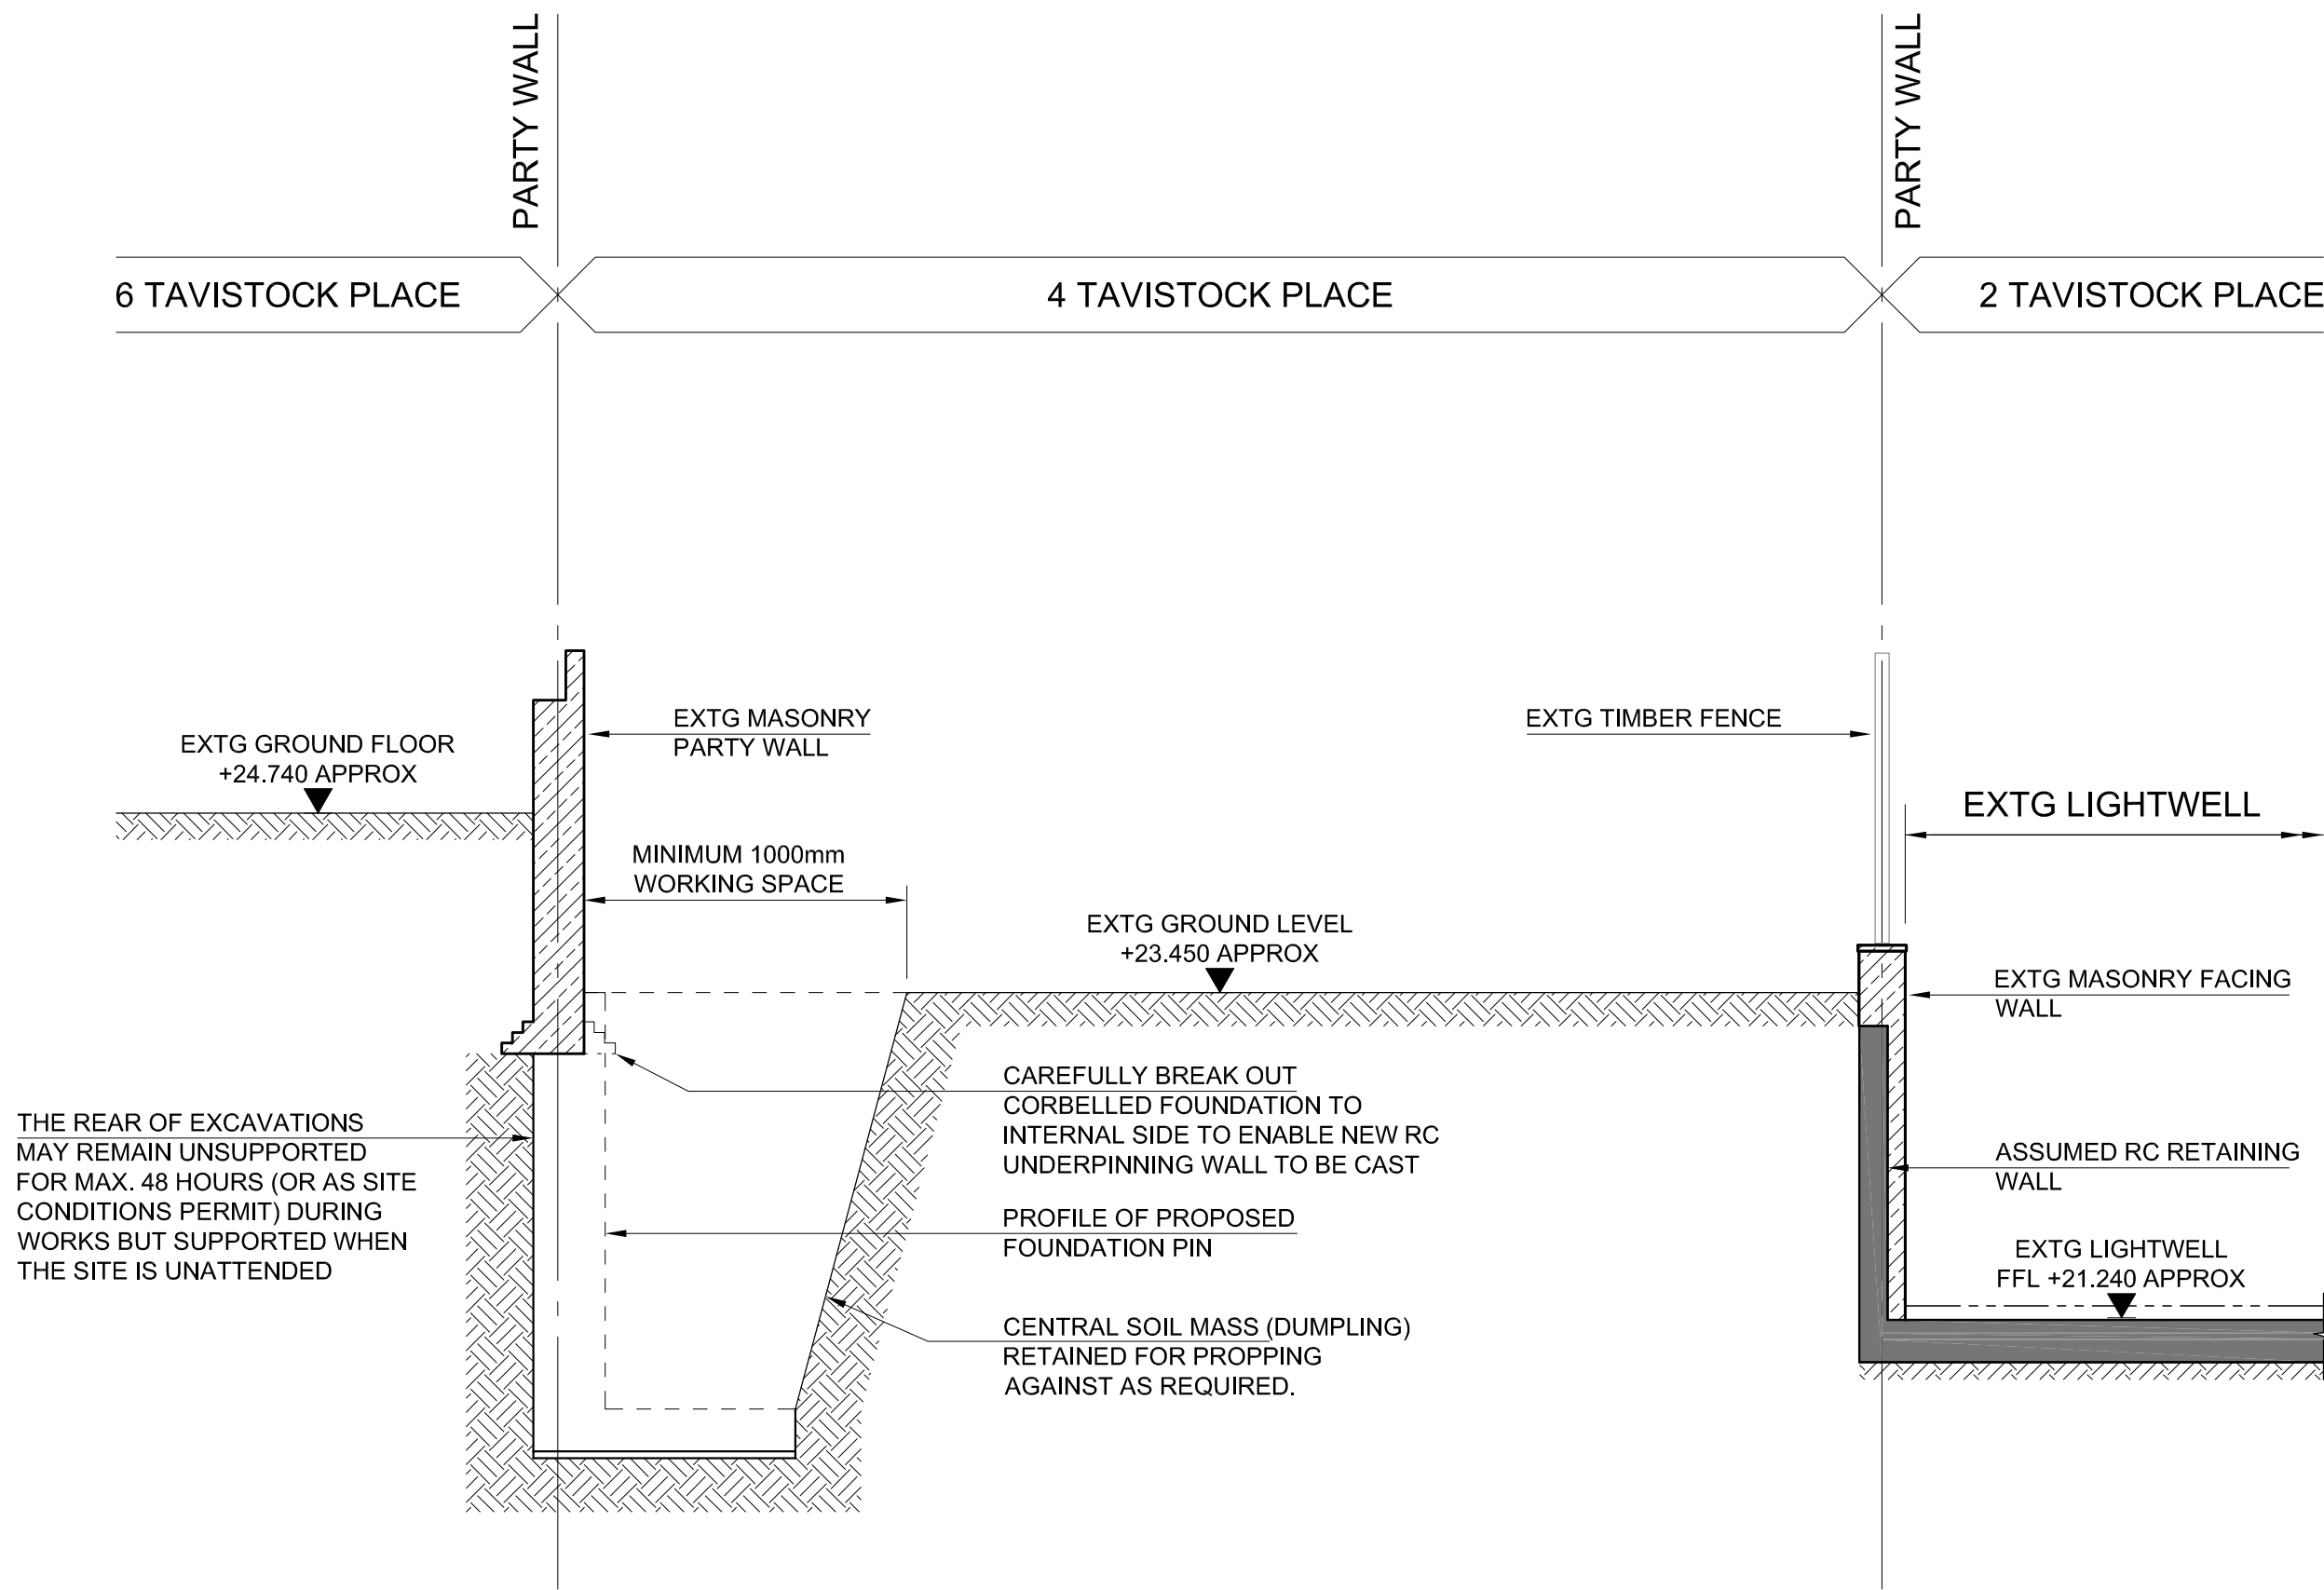 PARTY WALL
PARTY WALL
6 TAVISTOCK PLACE
4 TAVISTOCK PLACE
2 TAVISTOCK PLACE
EXTG GROUND FLOOR
+24.740 APPROX
EXTG MASONRY
PARTY WALL
EXTG TIMBER FENCE
EXTG LIGHTWELL
MINIMUM 1000mm
WORKING SPACE
EXTG GROUND LEVEL
+23.450 APPROX
EXTG MASONRY FACING
WALL
CAREFULLY BREAK OUT
CORBELLED FOUNDATION TO
INTERNAL SIDE TO ENABLE NEW RC
UNDERPINNING WALL TO BE CAST
THE REAR OF EXCAVATIONS
MAY REMAIN UNSUPPORTED
FOR MAX. 48 HOURS (OR AS SITE
CONDITIONS PERMIT) DURING
WORKS BUT SUPPORTED WHEN
THE SITE IS UNATTENDED
ASSUMED RC RETAINING
WALL
PROFILE OF PROPOSED
FOUNDATION PIN
EXTG LIGHTWELL
FFL +21.240 APPROX
CENTRAL SOIL MASS (DUMPLING)
RETAINED FOR PROPPING
AGAINST AS REQUIRED.